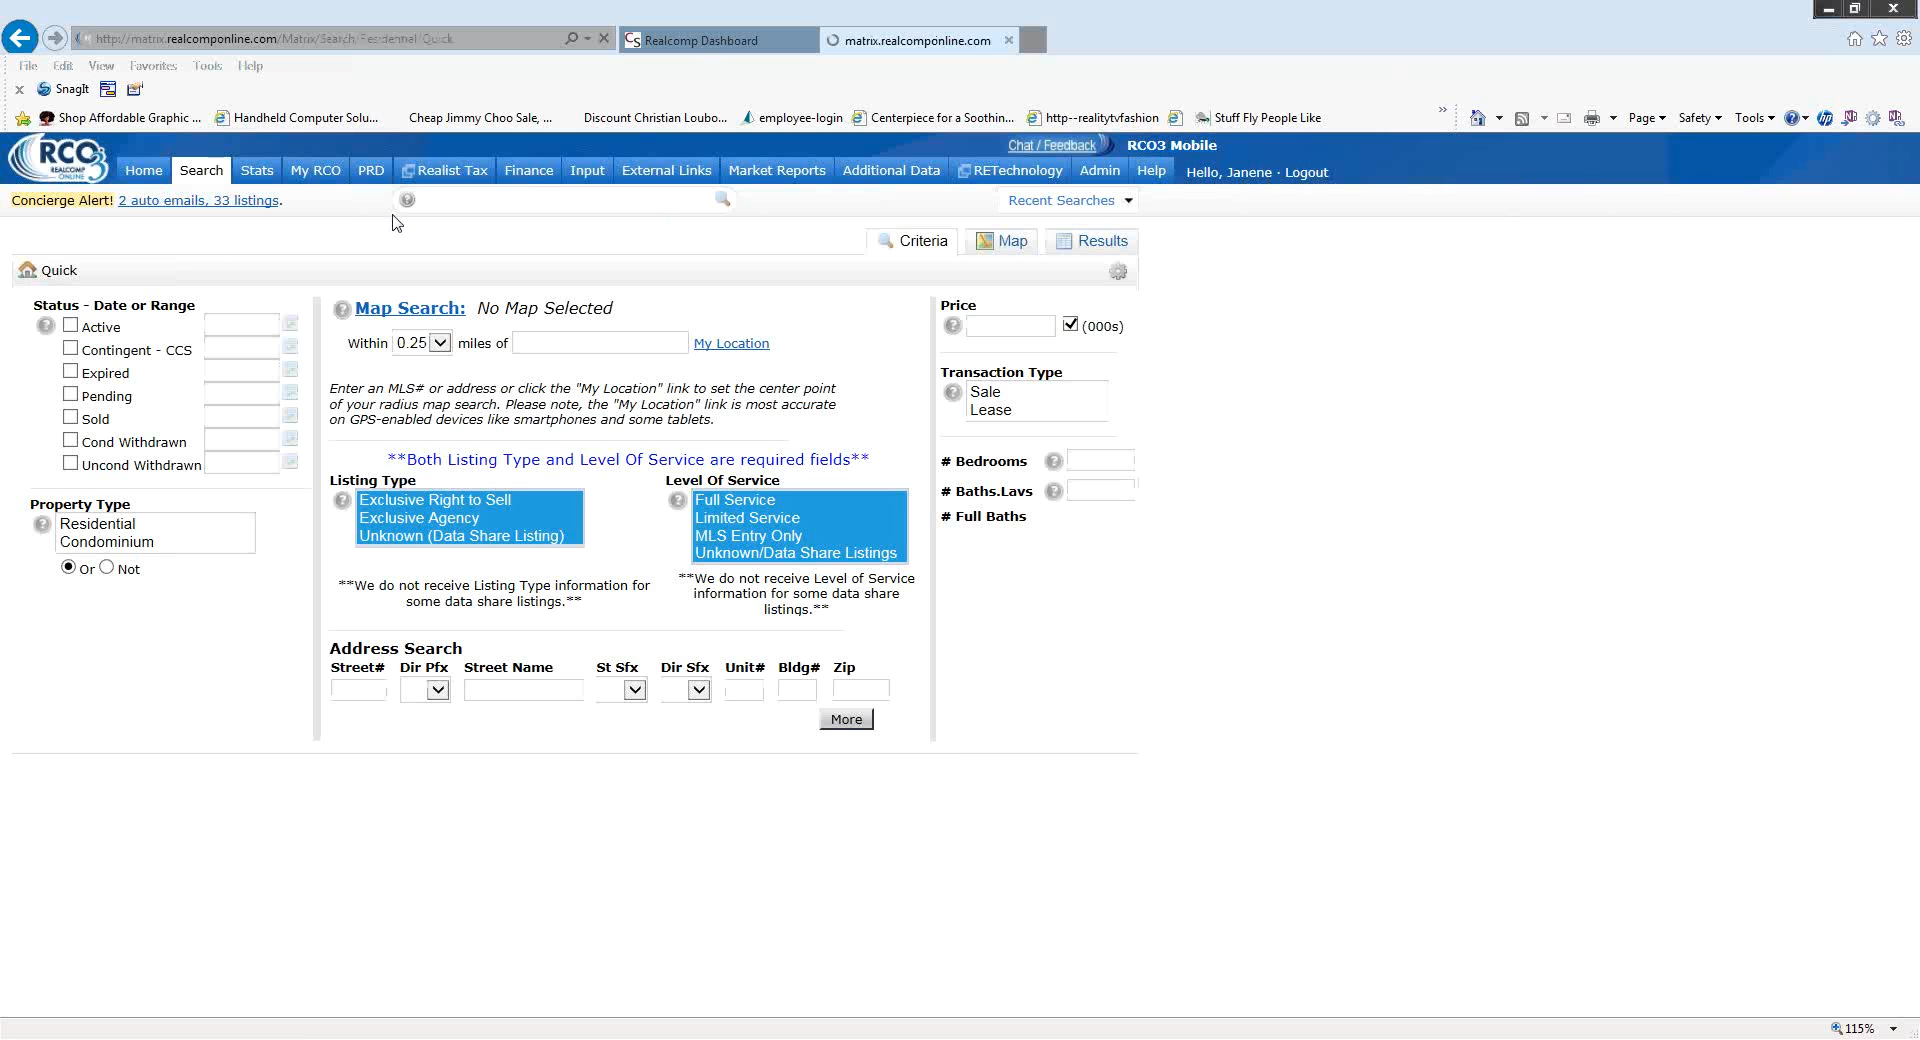 http://matrix.realcomponline.com/Matrix/Search/Residential/Quick
Realcomp Dashboard
matrix.realcomponline.com
File Edit View Favorites Tools Help
SnagIt
Shop Affordable Graphic ...
Handheld Computer Solu...
Cheap Jimmy Choo Sale, ...
Discount Christian Loubo...
employee-login
Centerpiece for a Soothin...
http--realitytvfashion
Stuff Fly People Like
Page
Safety
Tools
RCO3
REALCOMP
ONLINE
Chat / Feedback
RCO3 Mobile
Home Search Stats My RCO PRD Realist Tax Finance Input External Links Market Reports Additional Data RETechnology Admin Help
Hello, Janene · Logout
Concierge Alert! 2 auto emails, 33 listings.
Recent Searches
Criteria
Map
Results
Quick
Status - Date or Range
Active
Contingent - CCS
Expired
Pending
Sold
Cond Withdrawn
Uncond Withdrawn
Property Type
Residential
Condominium
Or Not
Map Search: No Map Selected
Within 0.25 miles of My Location
Enter an MLS# or address or click the "My Location" link to set the center point
of your radius map search. Please note, the "My Location" link is most accurate
on GPS-enabled devices like smartphones and some tablets.
**Both Listing Type and Level Of Service are required fields**
Listing Type
Exclusive Right to Sell
Exclusive Agency
Unknown (Data Share Listing)
**We do not receive Listing Type information for
some data share listings.**
Level Of Service
Full Service
Limited Service
MLS Entry Only
Unknown/Data Share Listings
**We do not receive Level of Service
information for some data share
listings.**
Address Search
Street# Dir Pfx Street Name St Sfx Dir Sfx Unit# Bldg# Zip
More
Price
(000s)
Transaction Type
Sale
Lease
# Bedrooms
# Baths.Lavs
# Full Baths
115%